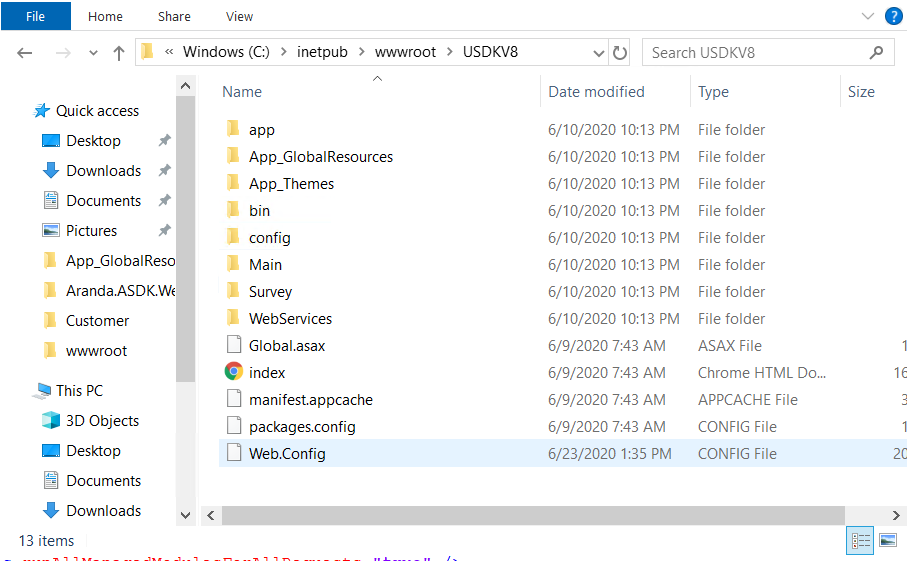 File Home Share View
« Windows (C:) > inetpub > wwwroot > USDKV8
Search USDKV8
Name Date modified Type Size
Quick access
Desktop
Downloads
Documents
Pictures
App_GlobalReso
Aranda.ASDK.We
Customer
wwwroot
This PC
3D Objects
Desktop
Documents
Downloads
app 6/10/2020 10:13 PM File folder
App_GlobalResources 6/10/2020 10:13 PM File folder
App_Themes 6/10/2020 10:13 PM File folder
bin 6/10/2020 10:13 PM File folder
config 6/10/2020 10:13 PM File folder
Main 6/10/2020 10:13 PM File folder
Survey 6/10/2020 10:13 PM File folder
WebServices 6/10/2020 10:13 PM File folder
Global.asax 6/9/2020 7:43 AM ASAX File 1
index 6/9/2020 7:43 AM Chrome HTML Do... 16
manifest.appcache 6/9/2020 7:43 AM APPCACHE File 3
packages.config 6/9/2020 7:43 AM CONFIG File 1
Web.Config 6/23/2020 1:35 PM CONFIG File 20
13 items